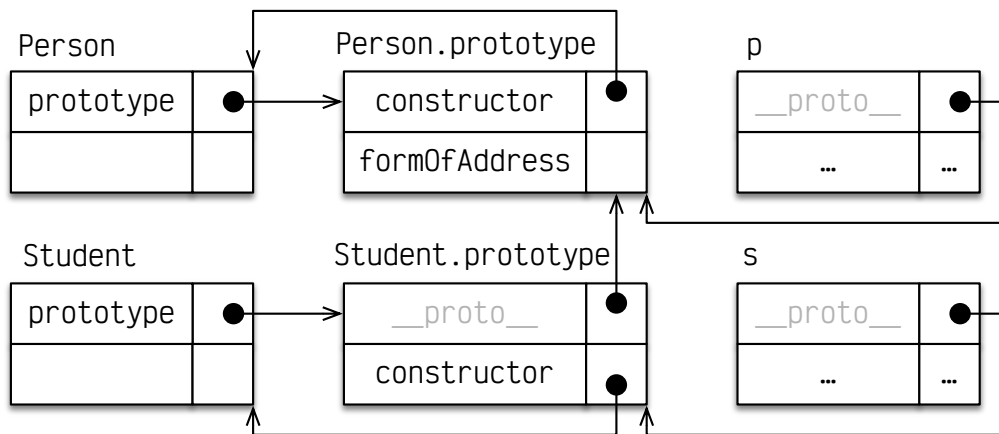 Person
prototype
Person.prototype
constructor
formOfAddress
p
__proto__
… …
Student
prototype
Student.prototype
__proto__
constructor
s
__proto__
… …